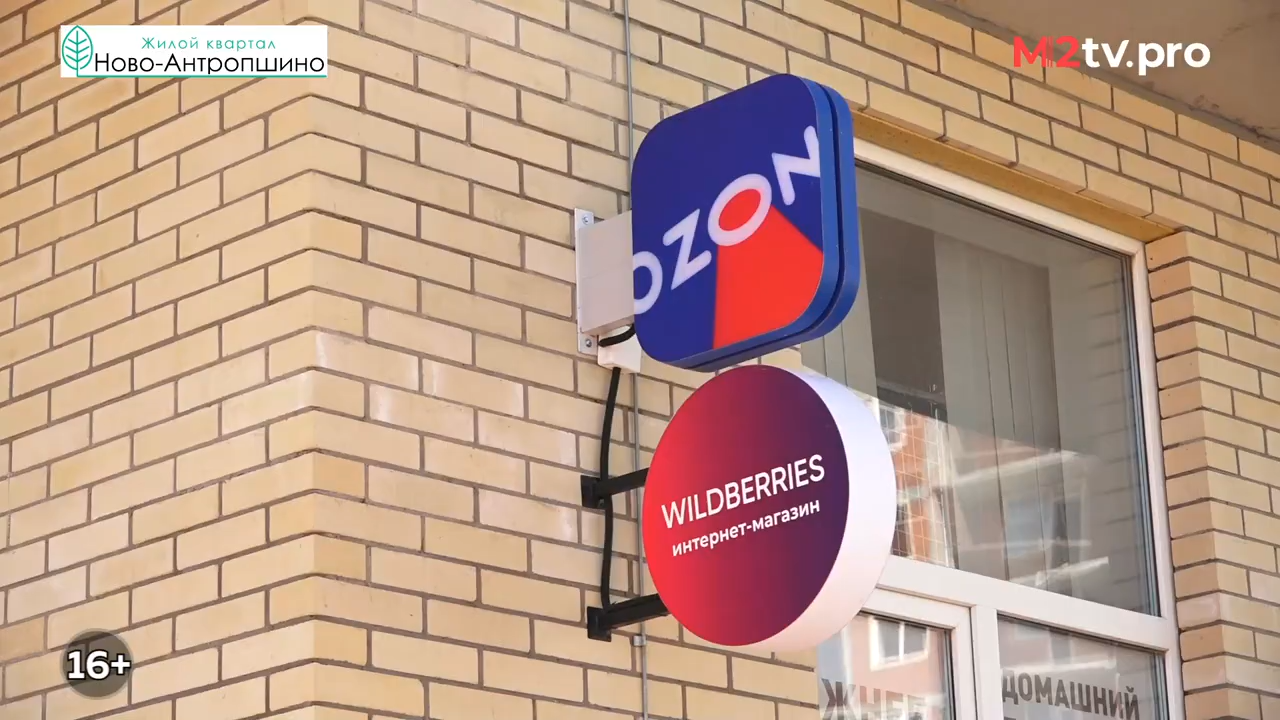 Жилой квартал
Ново-Антропшино
M2tv.pro
OZON
WILDBERRIES
интернет-магазин
16+
ДОМАШНИЙ